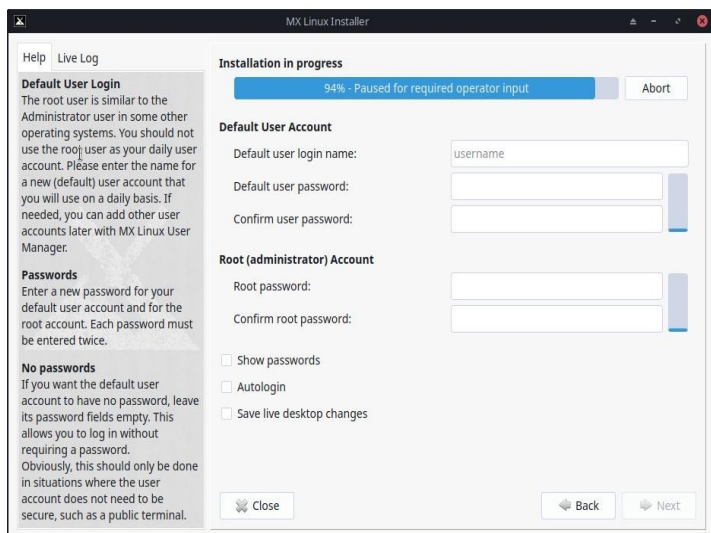 MX Linux Installer
Help
Live Log
Default User Login
The root user is similar to the
Administrator user in some other
operating systems. You should not
use the root user as your daily user
account. Please enter the name for
a new (default) user account that
you will use on a daily basis. If
needed, you can add other user
accounts later with MX Linux User
Manager.
Passwords
Enter a new password for your
default user account and for the
root account. Each password must
be entered twice.
No passwords
If you want the default user
account to have no password, leave
its password fields empty. This
allows you to log in without
requiring a password.
Obviously, this should only be done
in situations where the user
account does not need to be
secure, such as a public terminal.
Installation in progress
94% - Paused for required operator input
Abort
Default User Account
Default user login name:
username
Default user password:
Confirm user password:
Root (administrator) Account
Root password:
Confirm root password:
Show passwords
Autologin
Save live desktop changes
Close
Back
Next